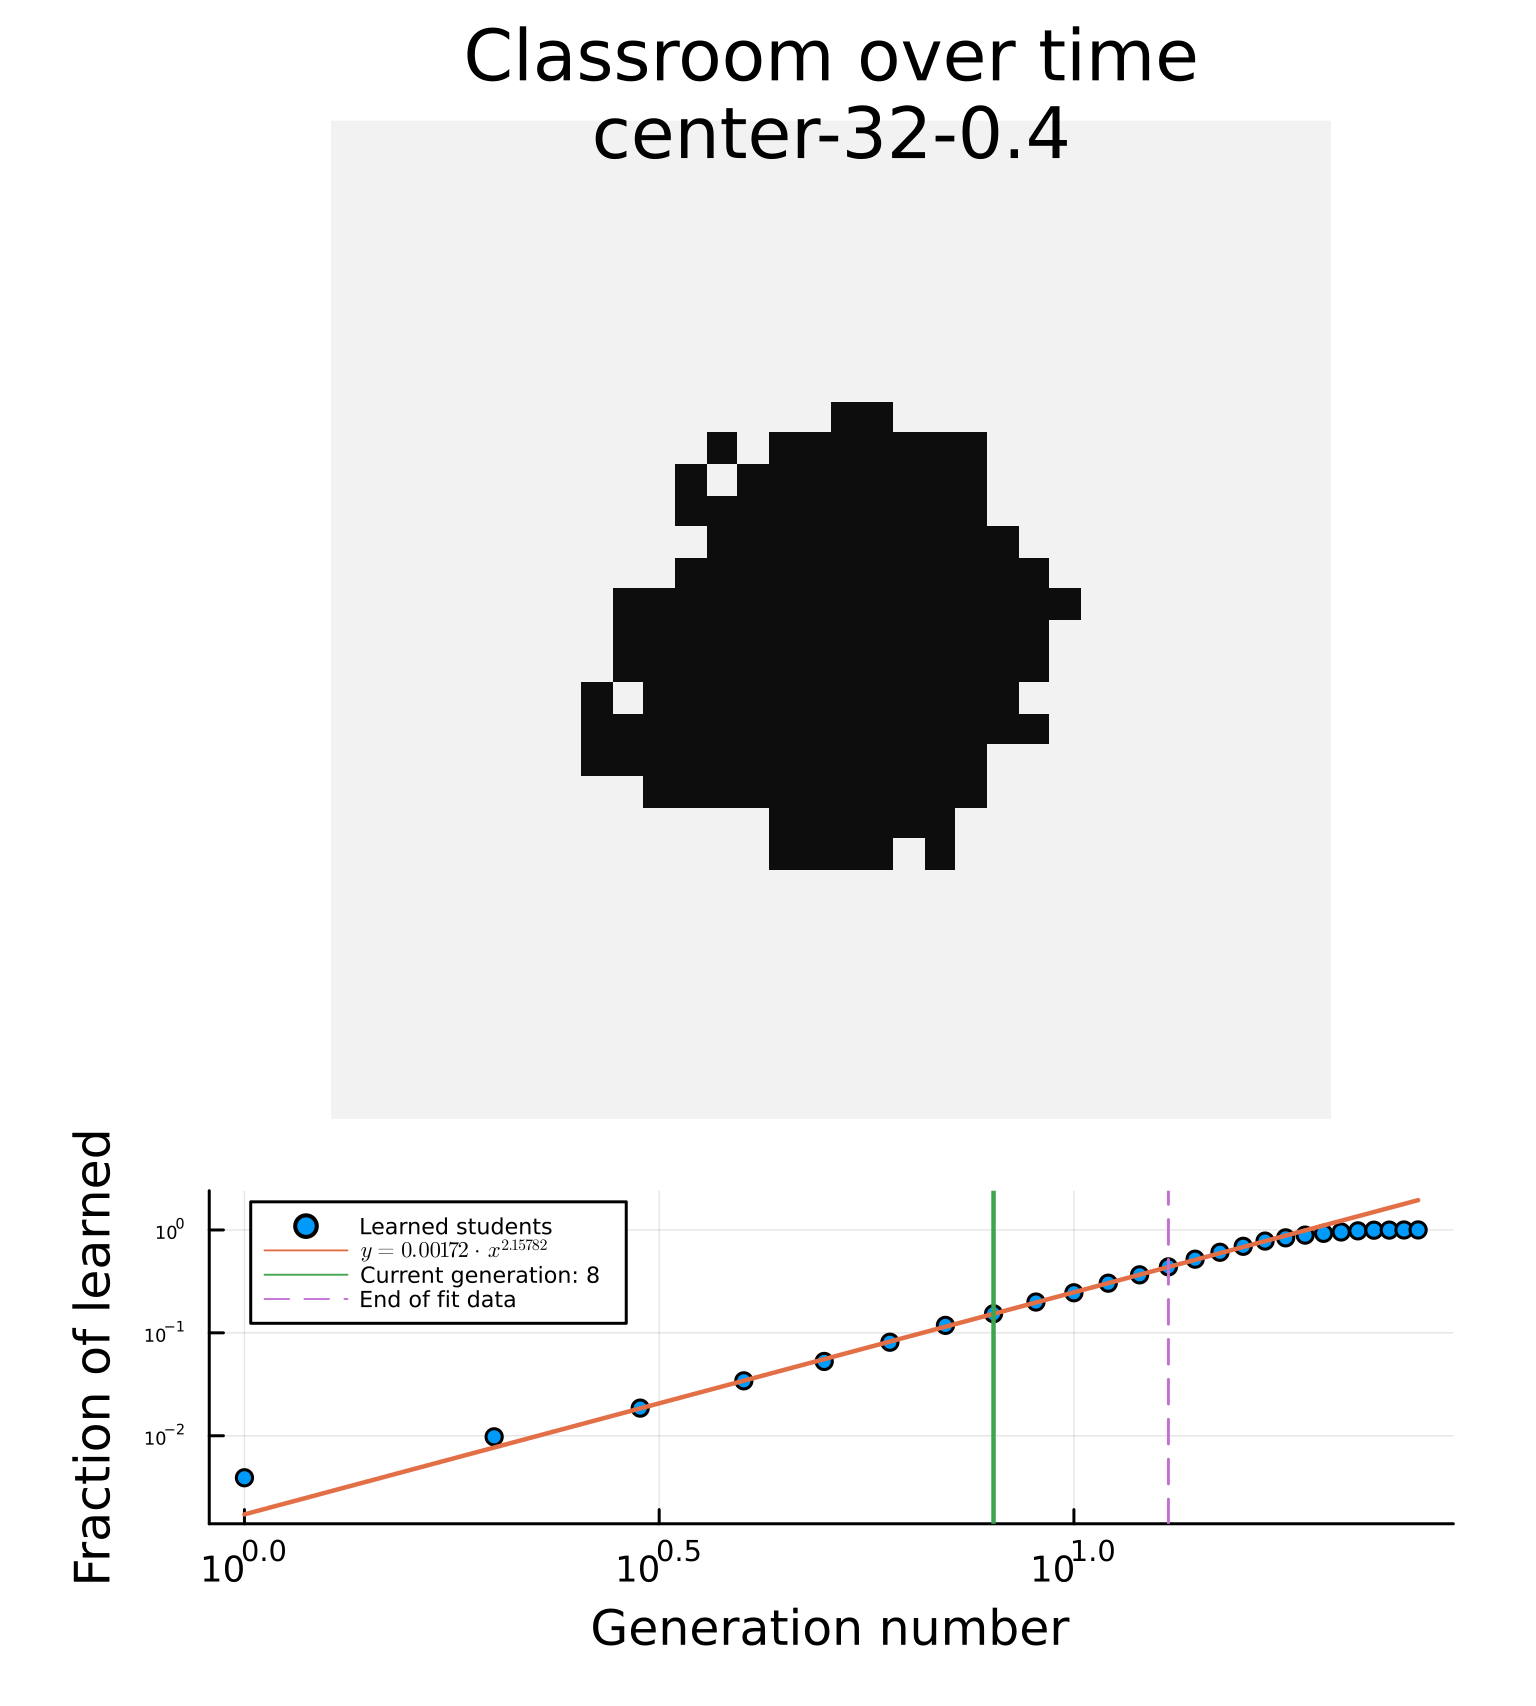 Classroom over time
center-32-0.4
Fraction of learned
10⁰
10⁻¹
10⁻²
Learned students
y = 0.00172 · x^{2.15782}
Current generation: 8
End of fit data
10^{0.0}
10^{0.5}
10^{1.0}
Generation number